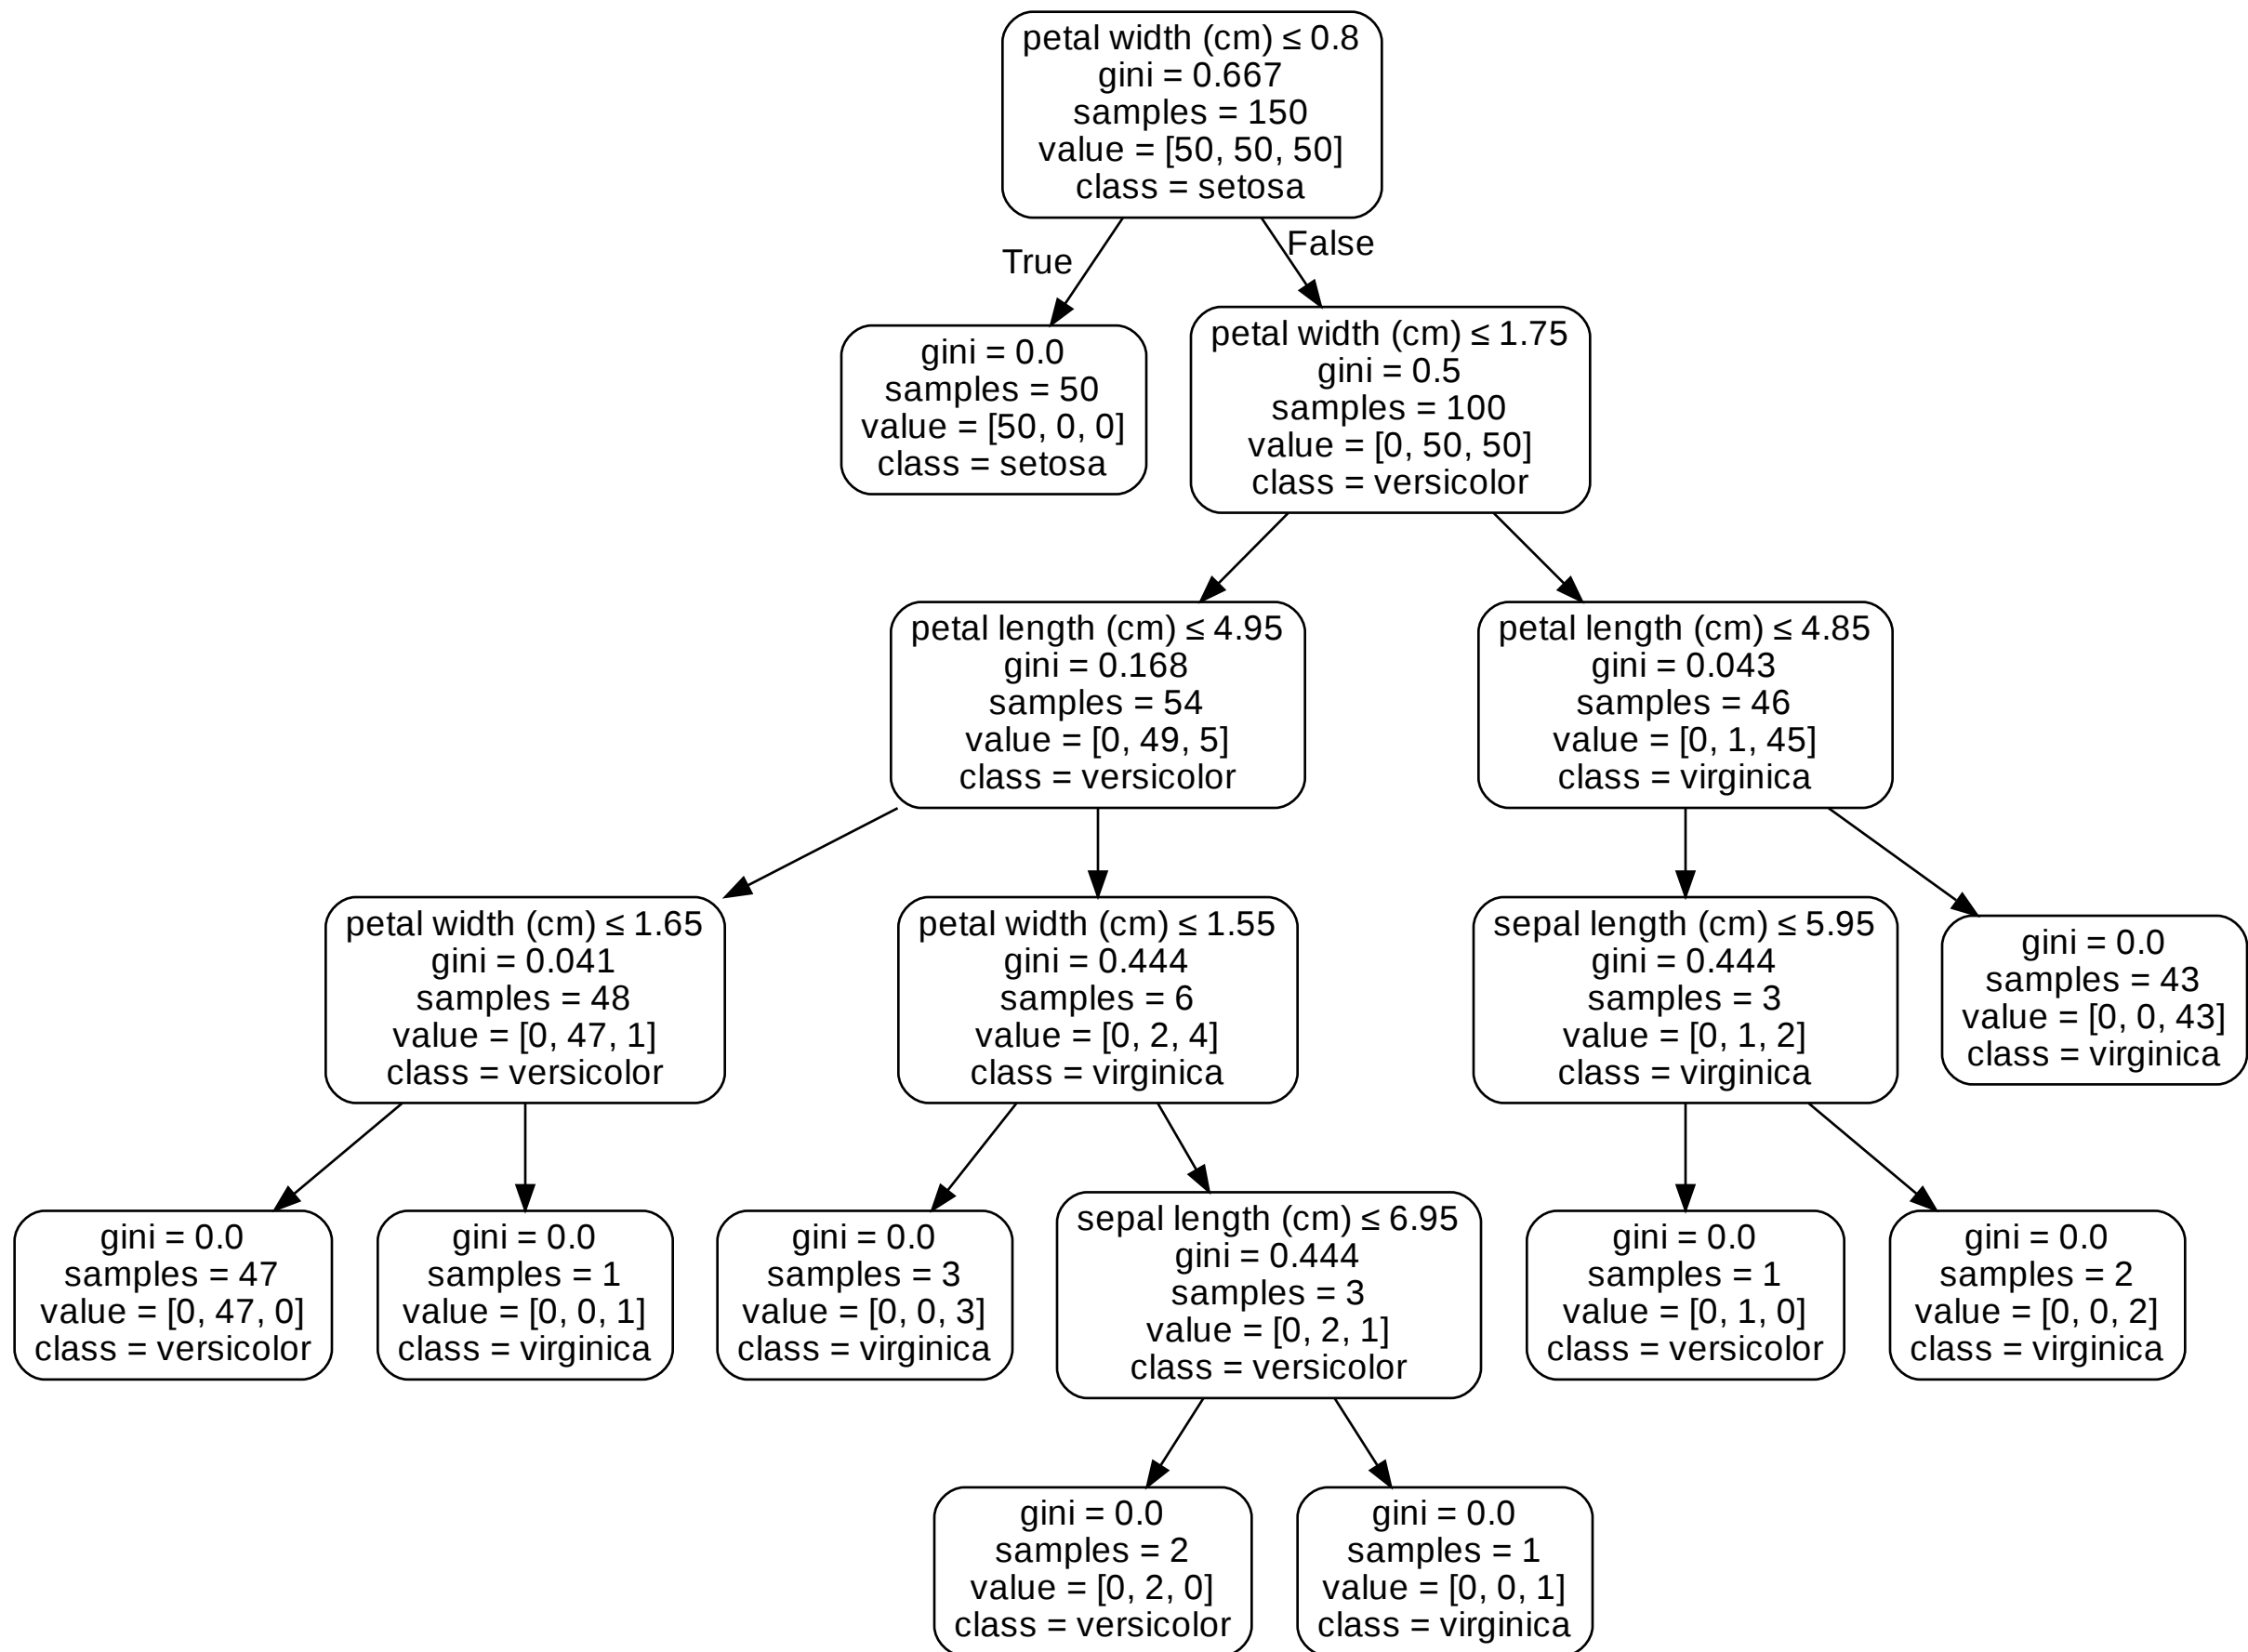 petal width (cm) ≤ 0.8
gini = 0.667
samples = 150
value = [50, 50, 50]
class = setosa
True
False
gini = 0.0
samples = 50
value = [50, 0, 0]
class = setosa
petal width (cm) ≤ 1.75
gini = 0.5
samples = 100
value = [0, 50, 50]
class = versicolor
petal length (cm) ≤ 4.95
gini = 0.168
samples = 54
value = [0, 49, 5]
class = versicolor
petal length (cm) ≤ 4.85
gini = 0.043
samples = 46
value = [0, 1, 45]
class = virginica
petal width (cm) ≤ 1.65
gini = 0.041
samples = 48
value = [0, 47, 1]
class = versicolor
petal width (cm) ≤ 1.55
gini = 0.444
samples = 6
value = [0, 2, 4]
class = virginica
sepal length (cm) ≤ 5.95
gini = 0.444
samples = 3
value = [0, 1, 2]
class = virginica
gini = 0.0
samples = 43
value = [0, 0, 43]
class = virginica
gini = 0.0
samples = 47
value = [0, 47, 0]
class = versicolor
gini = 0.0
samples = 1
value = [0, 0, 1]
class = virginica
gini = 0.0
samples = 3
value = [0, 0, 3]
class = virginica
sepal length (cm) ≤ 6.95
gini = 0.444
samples = 3
value = [0, 2, 1]
class = versicolor
gini = 0.0
samples = 1
value = [0, 1, 0]
class = versicolor
gini = 0.0
samples = 2
value = [0, 0, 2]
class = virginica
gini = 0.0
samples = 2
value = [0, 2, 0]
class = versicolor
gini = 0.0
samples = 1
value = [0, 0, 1]
class = virginica